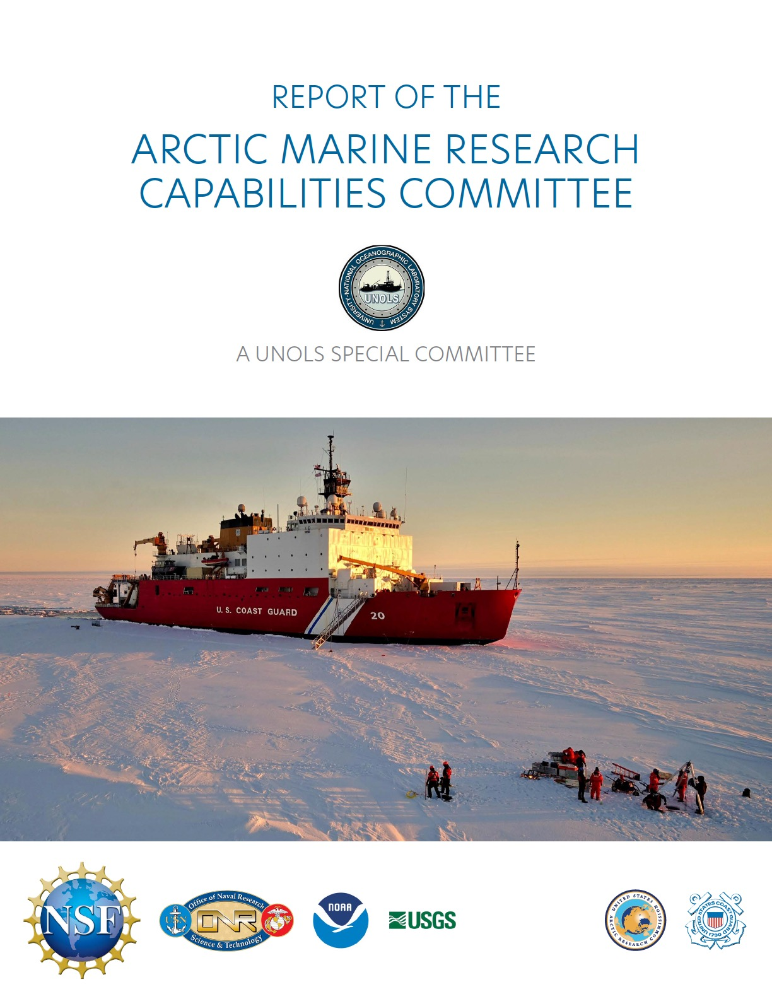 REPORT OF THE
ARCTIC MARINE RESEARCH
CAPABILITIES COMMITTEE
UNIVERSITY-NATIONAL OCEANOGRAPHIC LABORATORY SYSTEM
UNOLS
A UNOLS SPECIAL COMMITTEE
U.S. COAST GUARD
20
NSF
Office of Naval Research
USN
ONR
Science & Technology
NOAA
USGS
UNITED STATES
ARCTIC RESEARCH COMMISSION
UNITED STATES COAST GUARD
1790